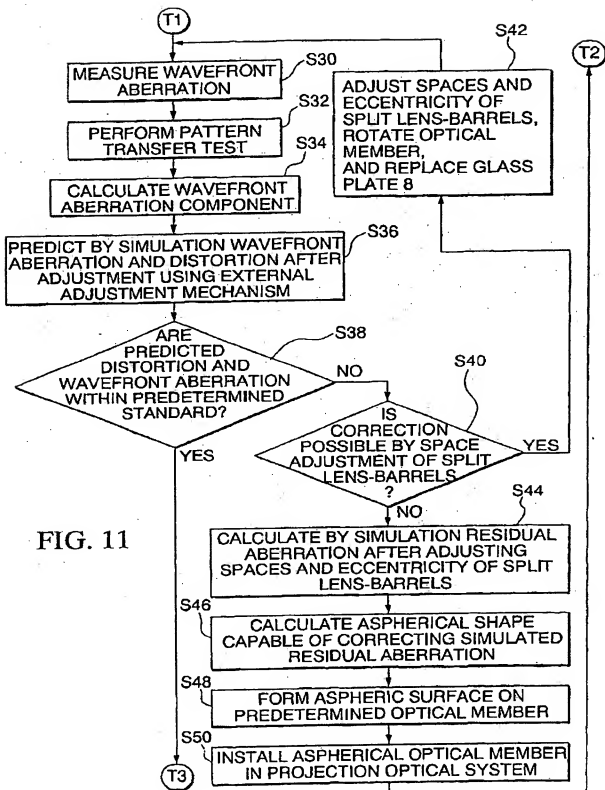 T1
S30
MEASURE WAVEFRONT
ABERRATION
S32
PERFORM PATTERN
TRANSFER TEST
S34
CALCULATE WAVEFRONT
ABERRATION COMPONENT
S36
PREDICT BY SIMULATION WAVEFRONT
ABERRATION AND DISTORTION AFTER
ADJUSTMENT USING EXTERNAL
ADJUSTMENT MECHANISM
S38
ARE
PREDICTED
DISTORTION AND
WAVEFRONT ABERRATION
WITHIN PREDETERMINED
STANDARD?
NO
YES
S40
IS
CORRECTION
POSSIBLE BY SPACE
ADJUSTMENT OF SPLIT
LENS-BARRELS
?
YES
NO
S42
ADJUST SPACES AND
ECCENTRICITY OF
SPLIT LENS-BARRELS,
ROTATE OPTICAL
MEMBER,
AND REPLACE GLASS
PLATE 8
T2
FIG. 11
S44
CALCULATE BY SIMULATION RESIDUAL
ABERRATION AFTER ADJUSTING
SPACES AND ECCENTRICITY OF SPLIT
LENS-BARRELS
S46
CALCULATE ASPHERICAL SHAPE
CAPABLE OF CORRECTING SIMULATED
RESIDUAL ABERRATION
S48
FORM ASPHERIC SURFACE ON
PREDETERMINED OPTICAL MEMBER
S50
INSTALL ASPHERICAL OPTICAL MEMBER
IN PROJECTION OPTICAL SYSTEM
T3